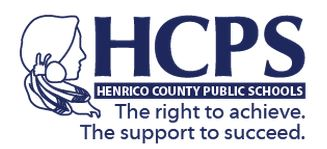 HCPS
HENRICO COUNTY PUBLIC SCHOOLS
The right to achieve.
The support to succeed.